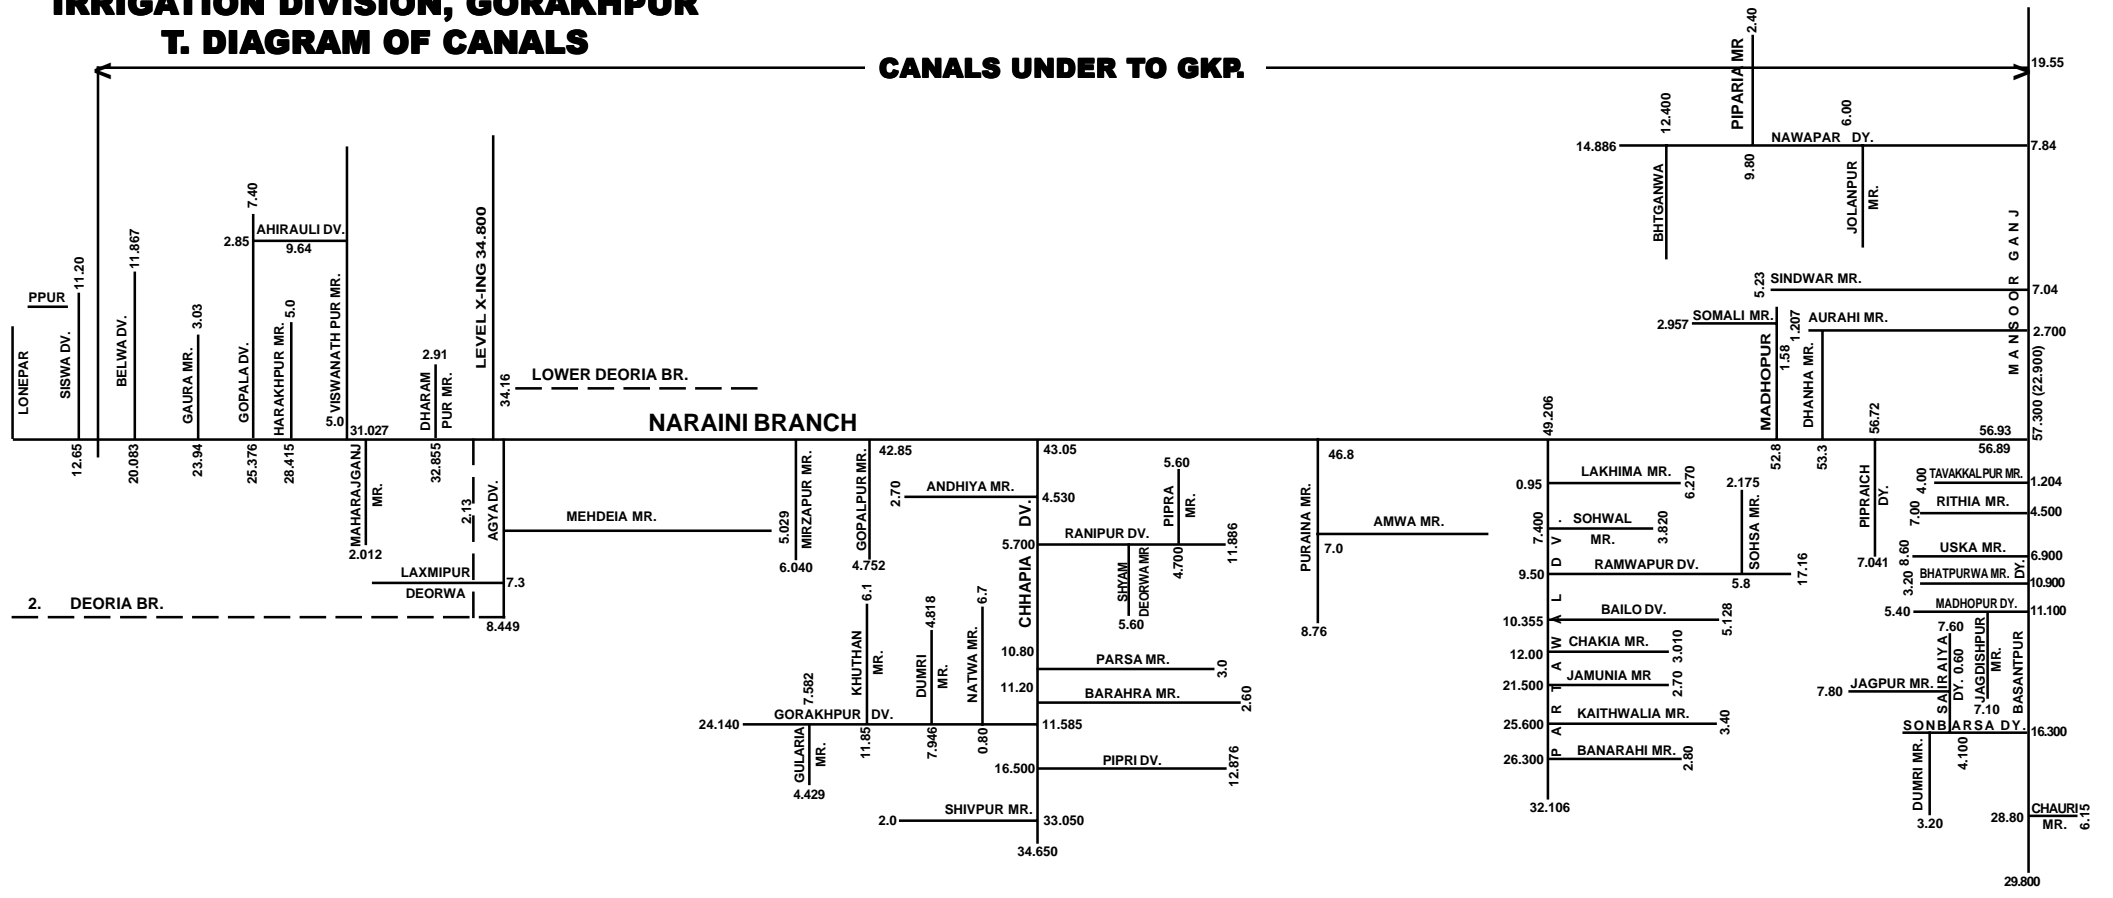 IRRIGATION DIVISION, GORAKHPUR
T. DIAGRAM OF CANALS
CANALS UNDER TO GKP.
19.55
2.40
PIPARIA MR
12.400
6.00
NAWAPAR DY.
14.886
7.84
9.80
BHTGANWA
JOLANPUR
MR.
MANSOOR GANJ
5.23
SINDWAR MR.
7.04
SOMALI MR.
2.957
1.207
AURAHI MR.
2.700
MADHOPUR
1.58
DHANHA MR.
57.300 (22.900)
56.72
56.93
56.89
52.8
53.3
LONEPAR
PPUR
SISWA DV.
11.20
12.65
BELWA DV.
11.867
20.083
GAURA MR.
3.03
23.94
GOPALA DV.
7.40
2.85
25.376
AHIRAULI DV.
9.64
HARAKHPUR MR.
5.0
28.415
VISWANATH PUR MR.
5.0
31.027
MAHARAJGANJ
MR.
2.012
DHARAM
PUR MR.
2.91
32.855
LEVEL X-ING 34.800
34.16
LOWER DEORIA BR.
NARAINI BRANCH
2.13
AGYA DV.
MEHDEIA MR.
5.029
LAXMIPUR
DEORWA
7.3
2. DEORIA BR.
8.449
MIRZAPUR MR.
6.040
GOPALPUR MR.
42.85
4.752
43.05
ANDHIYA MR.
2.70
4.530
CHHAPIA DV.
5.700
RANIPUR DV.
11.886
PIPRA
MR.
5.60
4.700
SHYAM
DEORWA MR
5.60
10.80
PARSA MR.
3.0
11.20
BARAHRA MR.
2.60
11.585
GORAKHPUR DV.
24.140
GULARIA
MR.
7.582
4.429
KHUTHAN
MR.
6.1
11.85
DUMRI
MR.
4.818
7.946
NATWA MR.
6.7
0.80
16.500
PIPRI DV.
12.876
SHIVPUR MR.
2.0
33.050
34.650
46.8
PURAINA MR.
AMWA MR.
7.0
8.76
49.206
PARTAWAL DV.
0.95
LAKHIMA MR.
6.270
7.400
SOHWAL
MR.
3.820
9.50
RAMWAPUR DV.
17.16
SOHSA MR.
2.175
5.8
10.355
BAILO DV.
5.128
12.00
CHAKIA MR.
3.010
21.500
JAMUNIA MR
2.70
25.600
KAITHWALIA MR.
3.40
26.300
BANARAHI MR.
2.80
32.106
PIPRAICH
DY.
7.041
4.00
TAVAKKALPUR MR.
1.204
7.00
RITHIA MR.
4.500
8.60
USKA MR.
6.900
3.20
BHATPURWA MR.
10.900
5.40
MADHOPUR DY.
11.100
BASANTPUR DY.
JAGDISHPUR
MR.
7.10
SAIRAIYA
DY. 0.60
7.60
7.80
JAGPUR MR.
SONBARSA DY.
16.300
4.100
DUMRI MR.
3.20
28.80
CHAURI
MR.
6.15
29.800